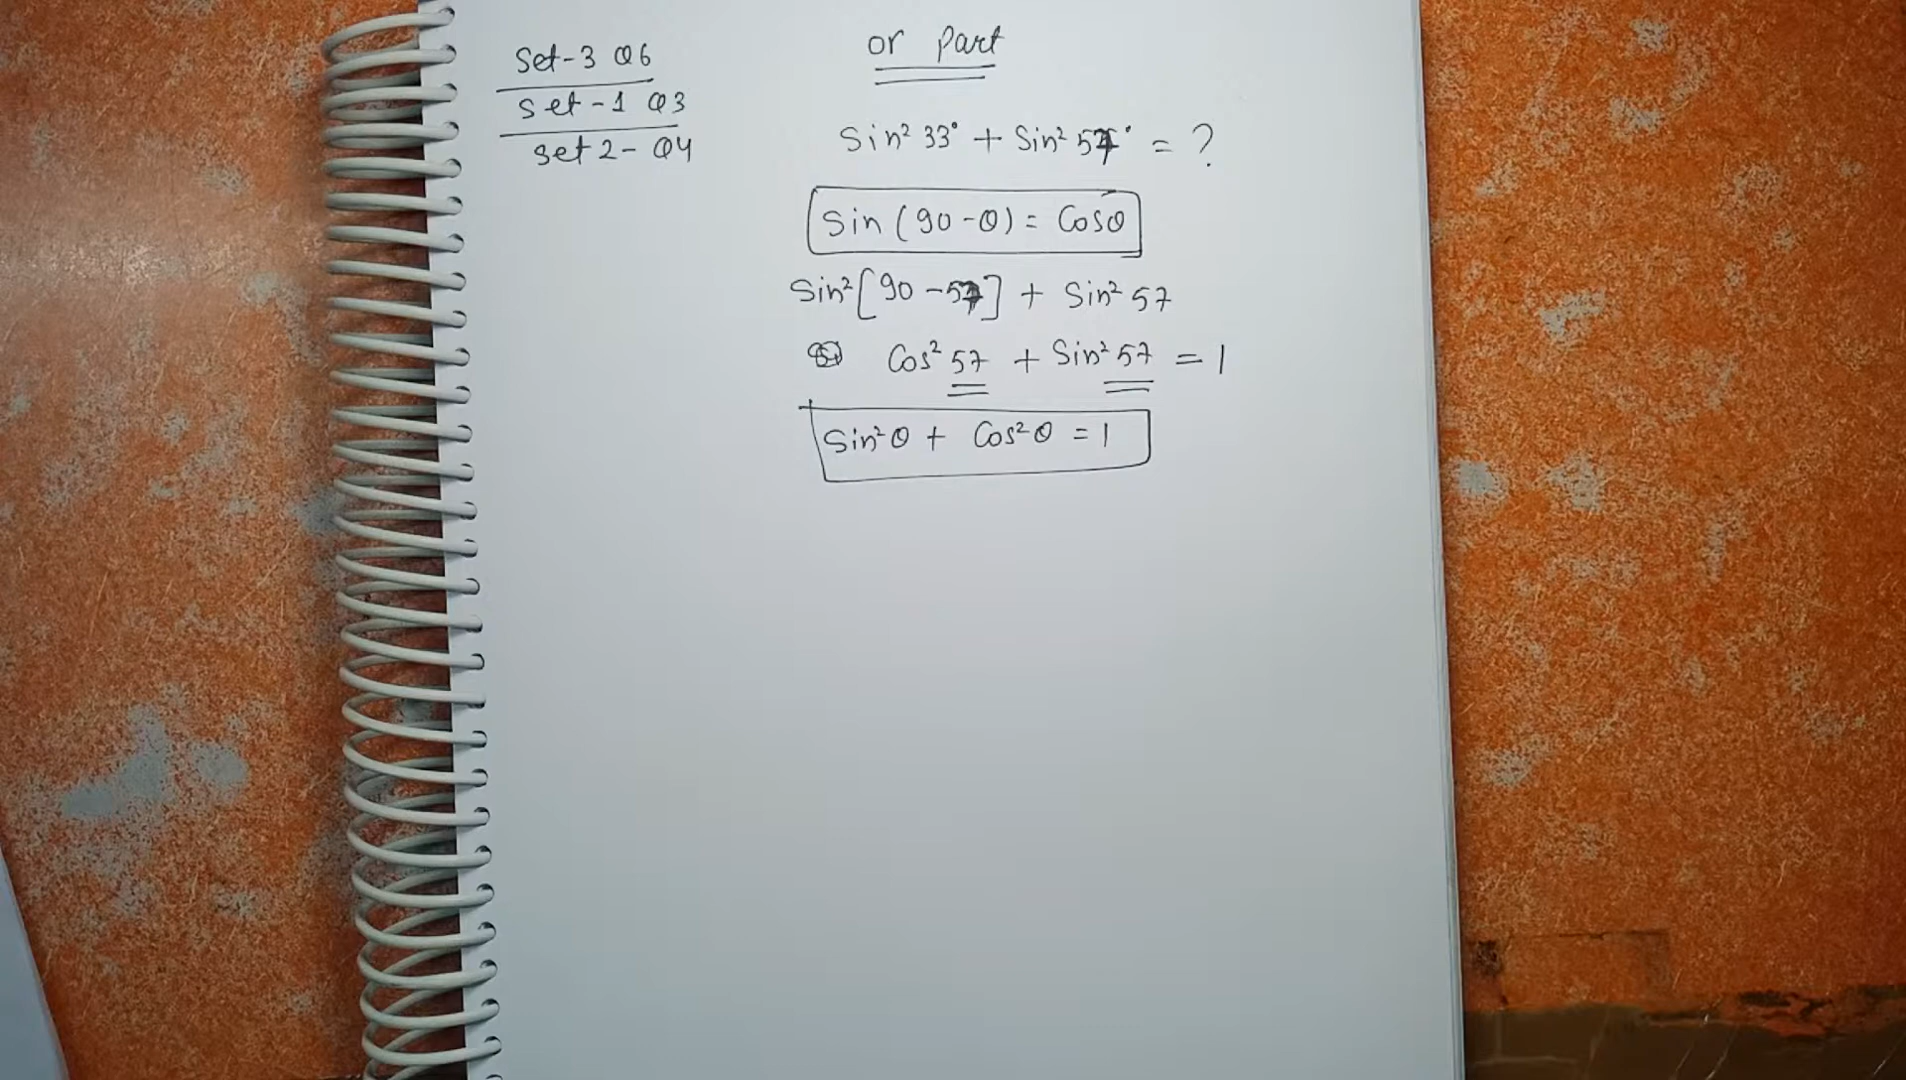 Set-3 Q6
Set-1 Q3
Set 2- Q4
or Part
Sin² 33° + Sin² 57° = ?
Sin (90-θ) = Cosθ
Sin² [90-57] + Sin² 57
Cos² 57 + Sin² 57 = 1
Sin²θ + Cos²θ = 1